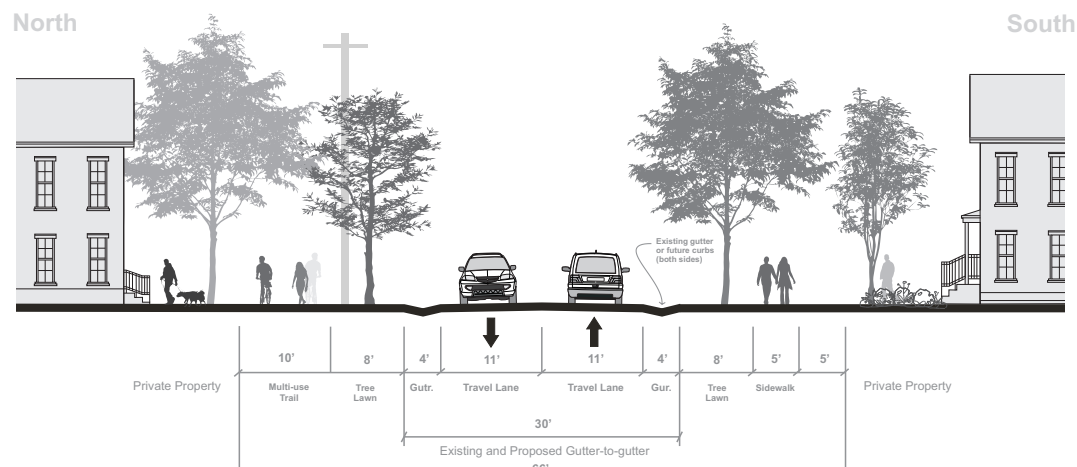 North
South
Existing gutter
or future curbs
(both sides)
10’
8’
4’
11’
11’
4’
8’
5’
5’
Private Property
Multi-use
Trail
Tree
Lawn
Gutr.
Travel Lane
Travel Lane
Gur.
Tree
Lawn
Sidewalk
Private Property
30’
Existing and Proposed Gutter-to-gutter